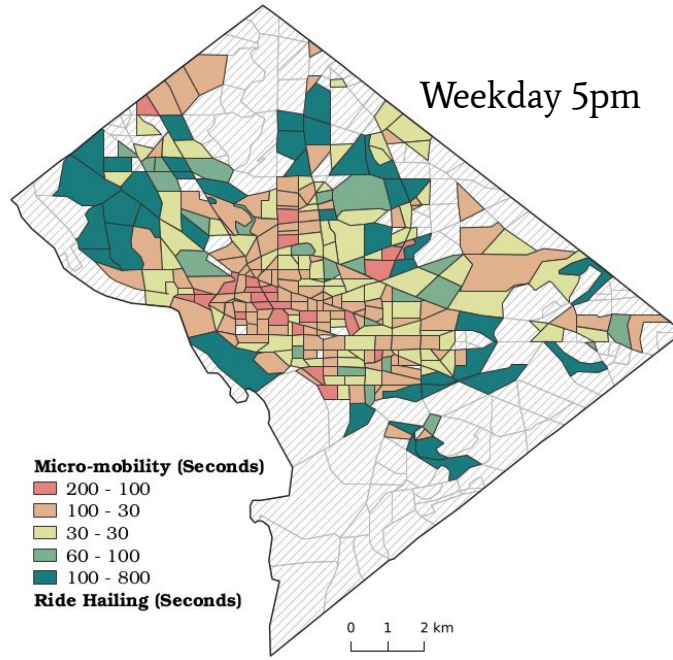 Weekday 5pm
Micro-mobility (Seconds)
200 - 100
100 - 30
30 - 30
60 - 100
100 - 800
Ride Hailing (Seconds)
0 1 2 km